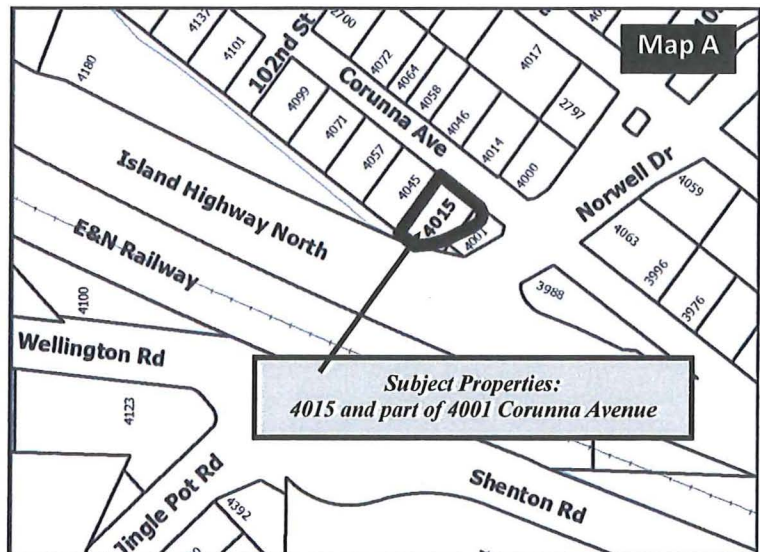 Map A
4137
4101
102nd St
2700
4072
4064
4058
4046
4014
4000
4017
2797
4180
4099
4071
4057
4045
4015
4001
Corunna Ave
Norwell Dr
4059
4063
3996
3976
3988
Island Highway North
E&N Railway
4100
Wellington Rd
4123
Subject Properties:
4015 and part of 4001 Corunna Avenue
Jingle Pot Rd
4392
Shenton Rd